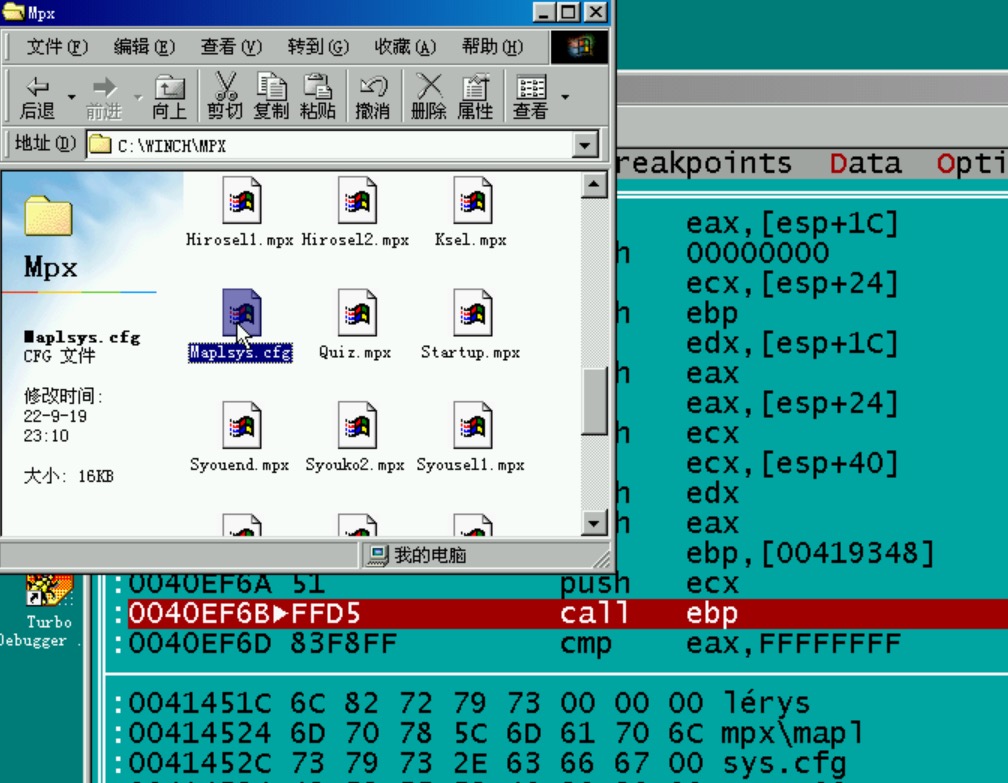 Mpx
文件(F) 编辑(E) 查看(V) 转到(G) 收藏(A) 帮助(H)
后退 前进 向上 剪切 复制 粘贴 撤消 删除 属性 查看
地址(D) C:\WINCH\MPX
Mpx
Maplsys.cfg
CFG 文件
修改时间:
22-9-19
23:10
大小: 16KB
Hirosel1.mpx Hirosel2.mpx Ksel.mpx
Maplsys.cfg Quiz.mpx Startup.mpx
Syouend.mpx Syouko2.mpx Syousel1.mpx
我的电脑
Turbo
Debugger
reakpoints Data Opti
eax,[esp+1C]
h 00000000
ecx,[esp+24]
h ebp
edx,[esp+1C]
h eax
eax,[esp+24]
h ecx
ecx,[esp+40]
h edx
h eax
ebp,[00419348]
:0040EF6A 51 push ecx
:0040EF6B▶FFD5 call ebp
:0040EF6D 83F8FF cmp eax,FFFFFFFF
:0041451C 6C 82 72 79 73 00 00 00 lérys
:00414524 6D 70 78 5C 6D 61 70 6C mpx\mapl
:0041452C 73 79 73 2E 63 66 67 00 sys.cfg